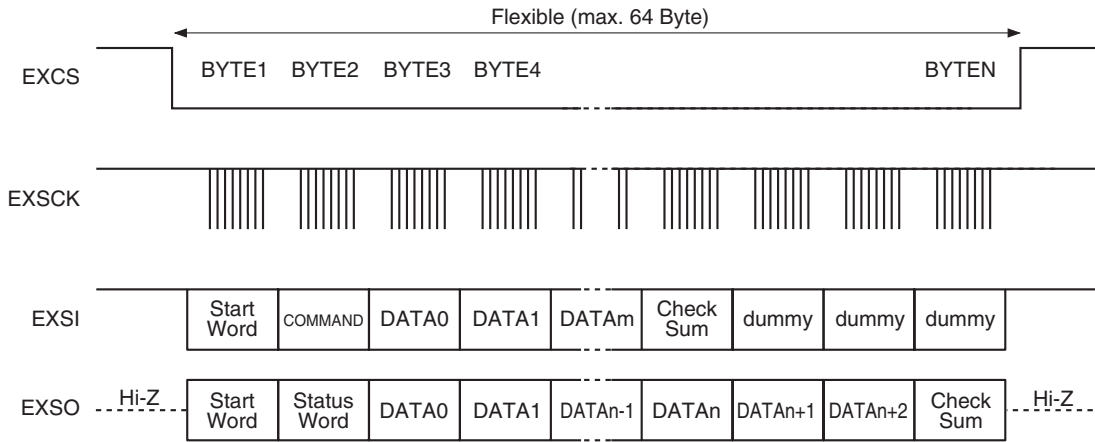 Flexible (max. 64 Byte)
EXCS
BYTE1 BYTE2 BYTE3 BYTE4 BYTEN
EXSCK
EXSI
Start Word COMMAND DATA0 DATA1 DATAm Check Sum dummy dummy dummy
EXSO
Hi-Z Start Word Status Word DATA0 DATA1 DATAn-1 DATAn DATAn+1 DATAn+2 Check Sum Hi-Z